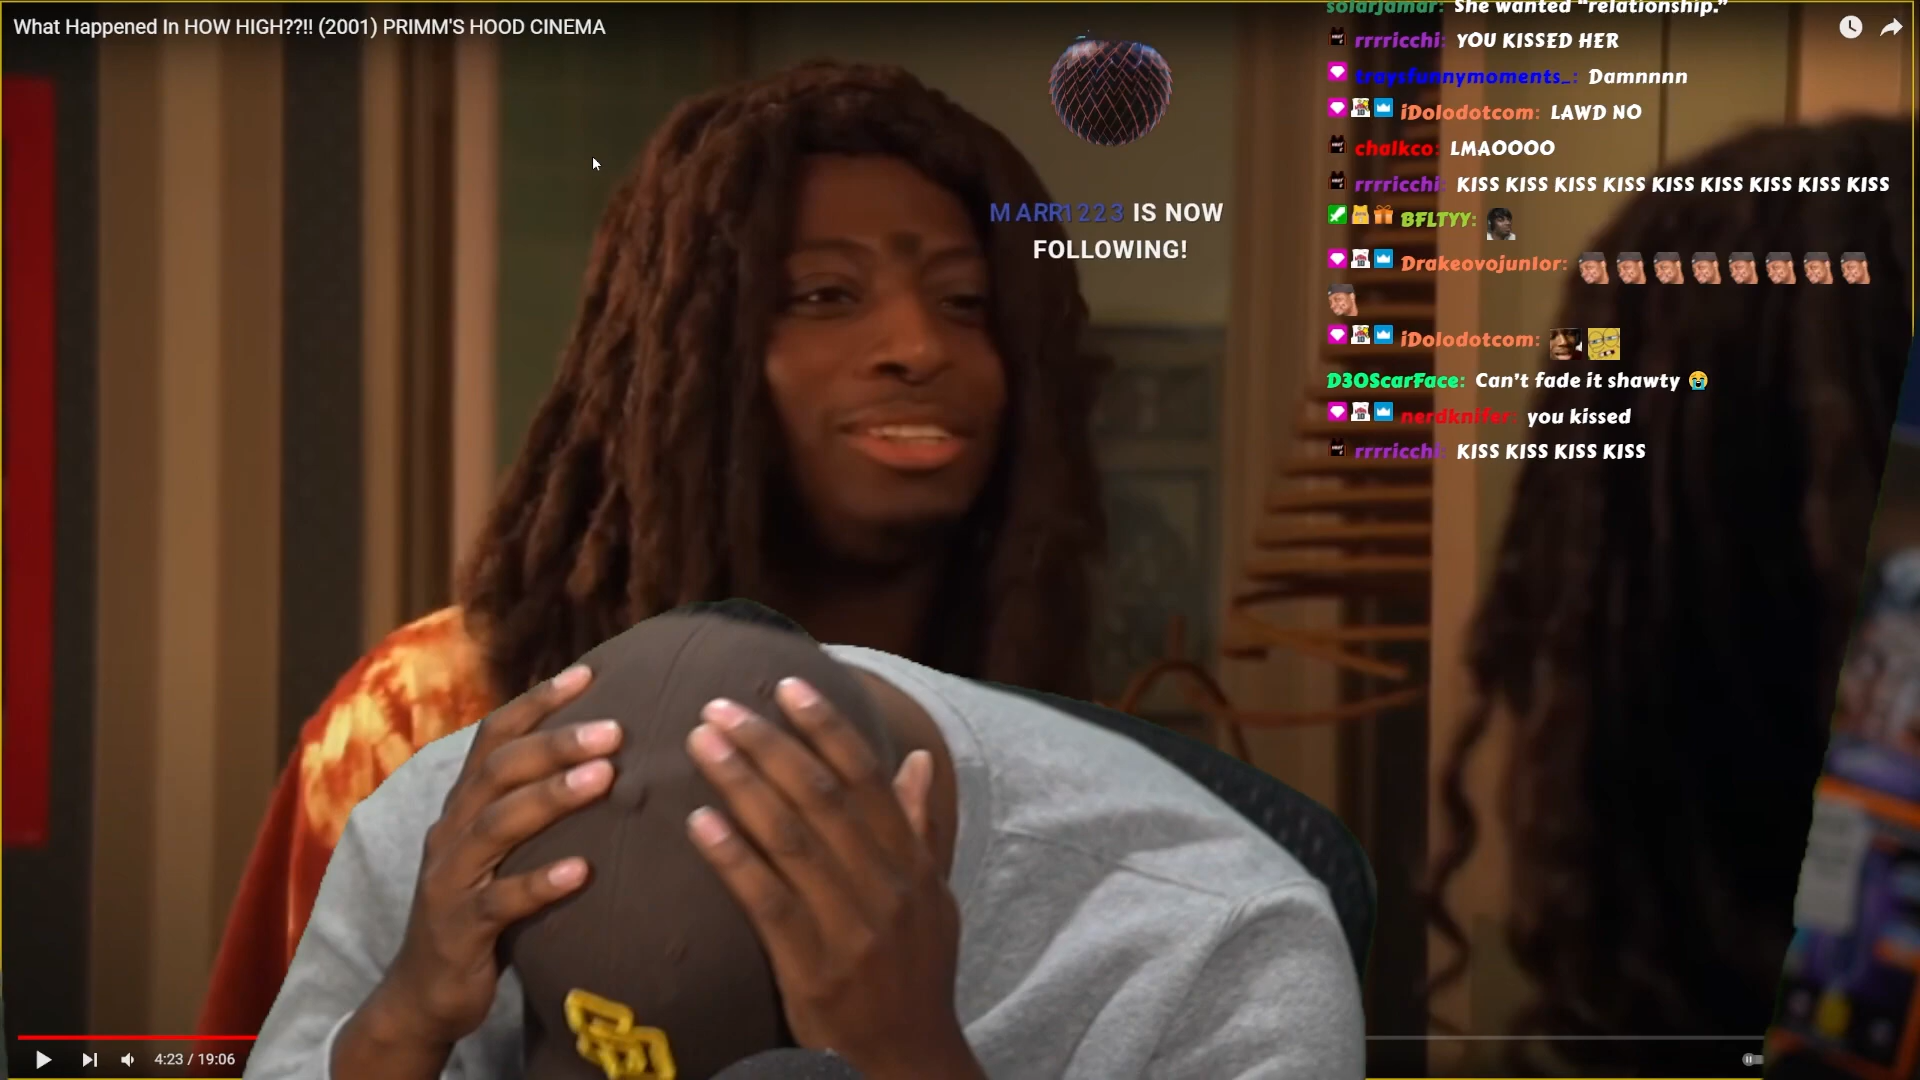 What Happened In HOW HIGH??!! (2001) PRIMM'S HOOD CINEMA
solarjamar: She wanted "relationship."
rrrricchi: YOU KISSED HER
traysfunnymoments_: Damnnnn
iDolodotcom: LAWD NO
chalkco: LMAOOOO
rrrricchi: KISS KISS KISS KISS KISS KISS KISS KISS KISS
BFLTYY:
Drakeovojunior:
iDolodotcom:
D3OScarFace: Can't fade it shawty 😭
nerdknifer: you kissed
rrrricchi: KISS KISS KISS KISS
MARR1223 IS NOW
FOLLOWING!
4:23 / 19:06